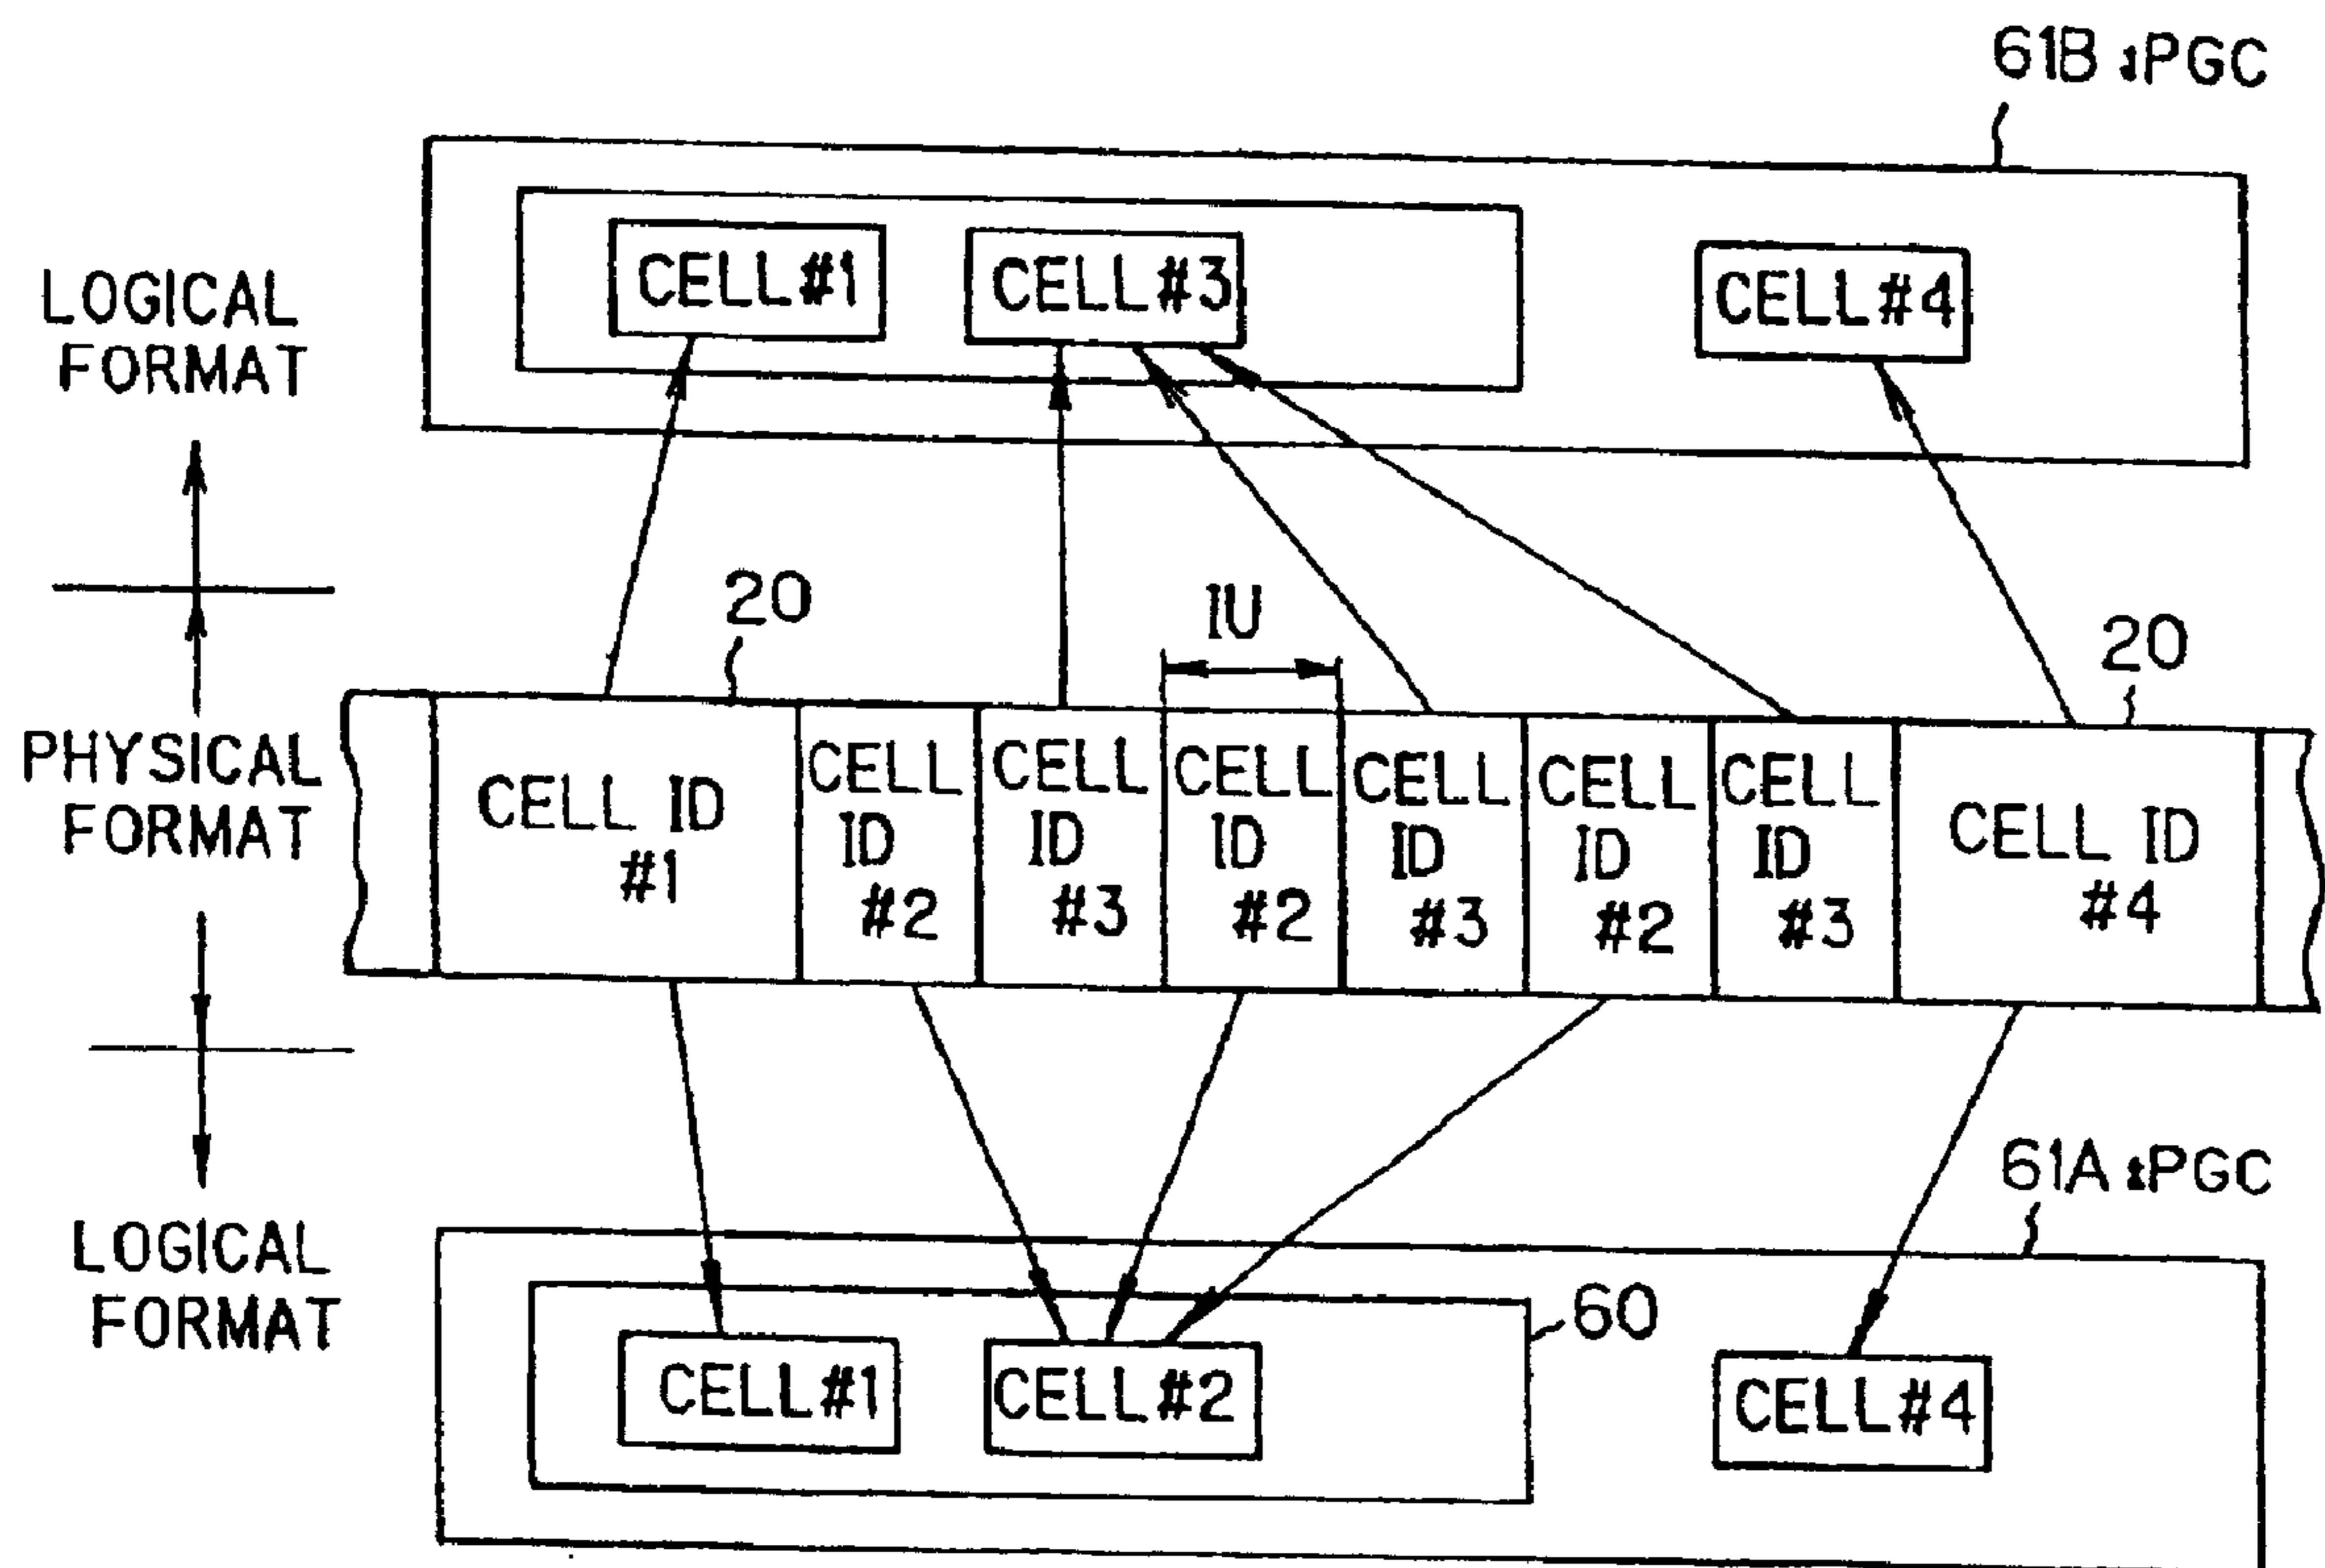 61B :PGC
CELL#1
CELL#3
CELL#4
LOGICAL
FORMAT
20
IU
20
PHYSICAL
FORMAT
CELL ID
#1
CELL
ID
#2
CELL
ID
#3
CELL
ID
#2
CELL
ID
#3
CELL
ID
#2
CELL
ID
#3
CELL ID
#4
61A :PGC
LOGICAL
FORMAT
60
CELL#1
CELL#2
CELL#4